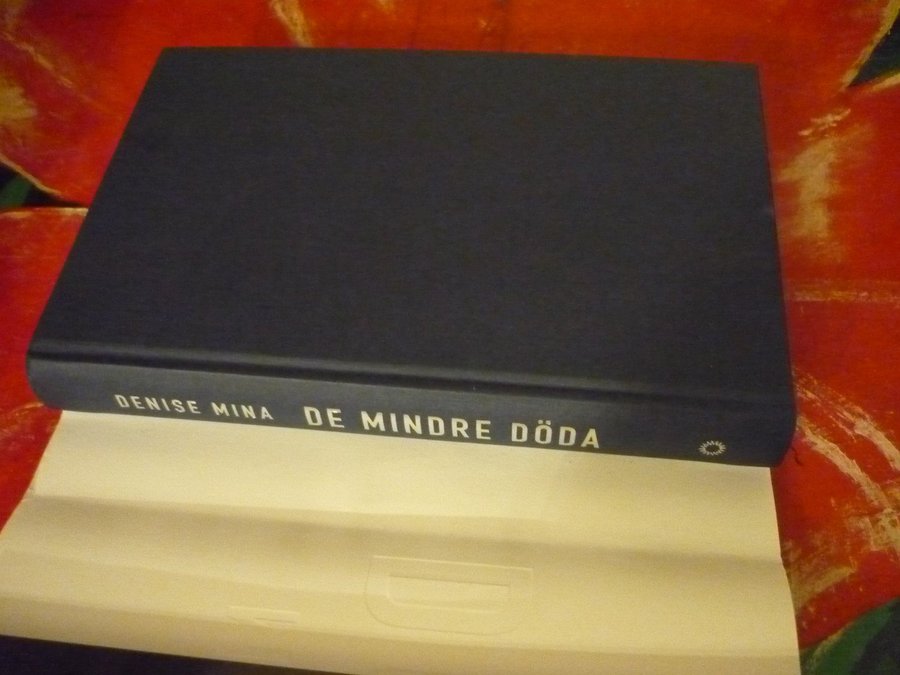 DENISE MINA DE MINDRE DÖDA